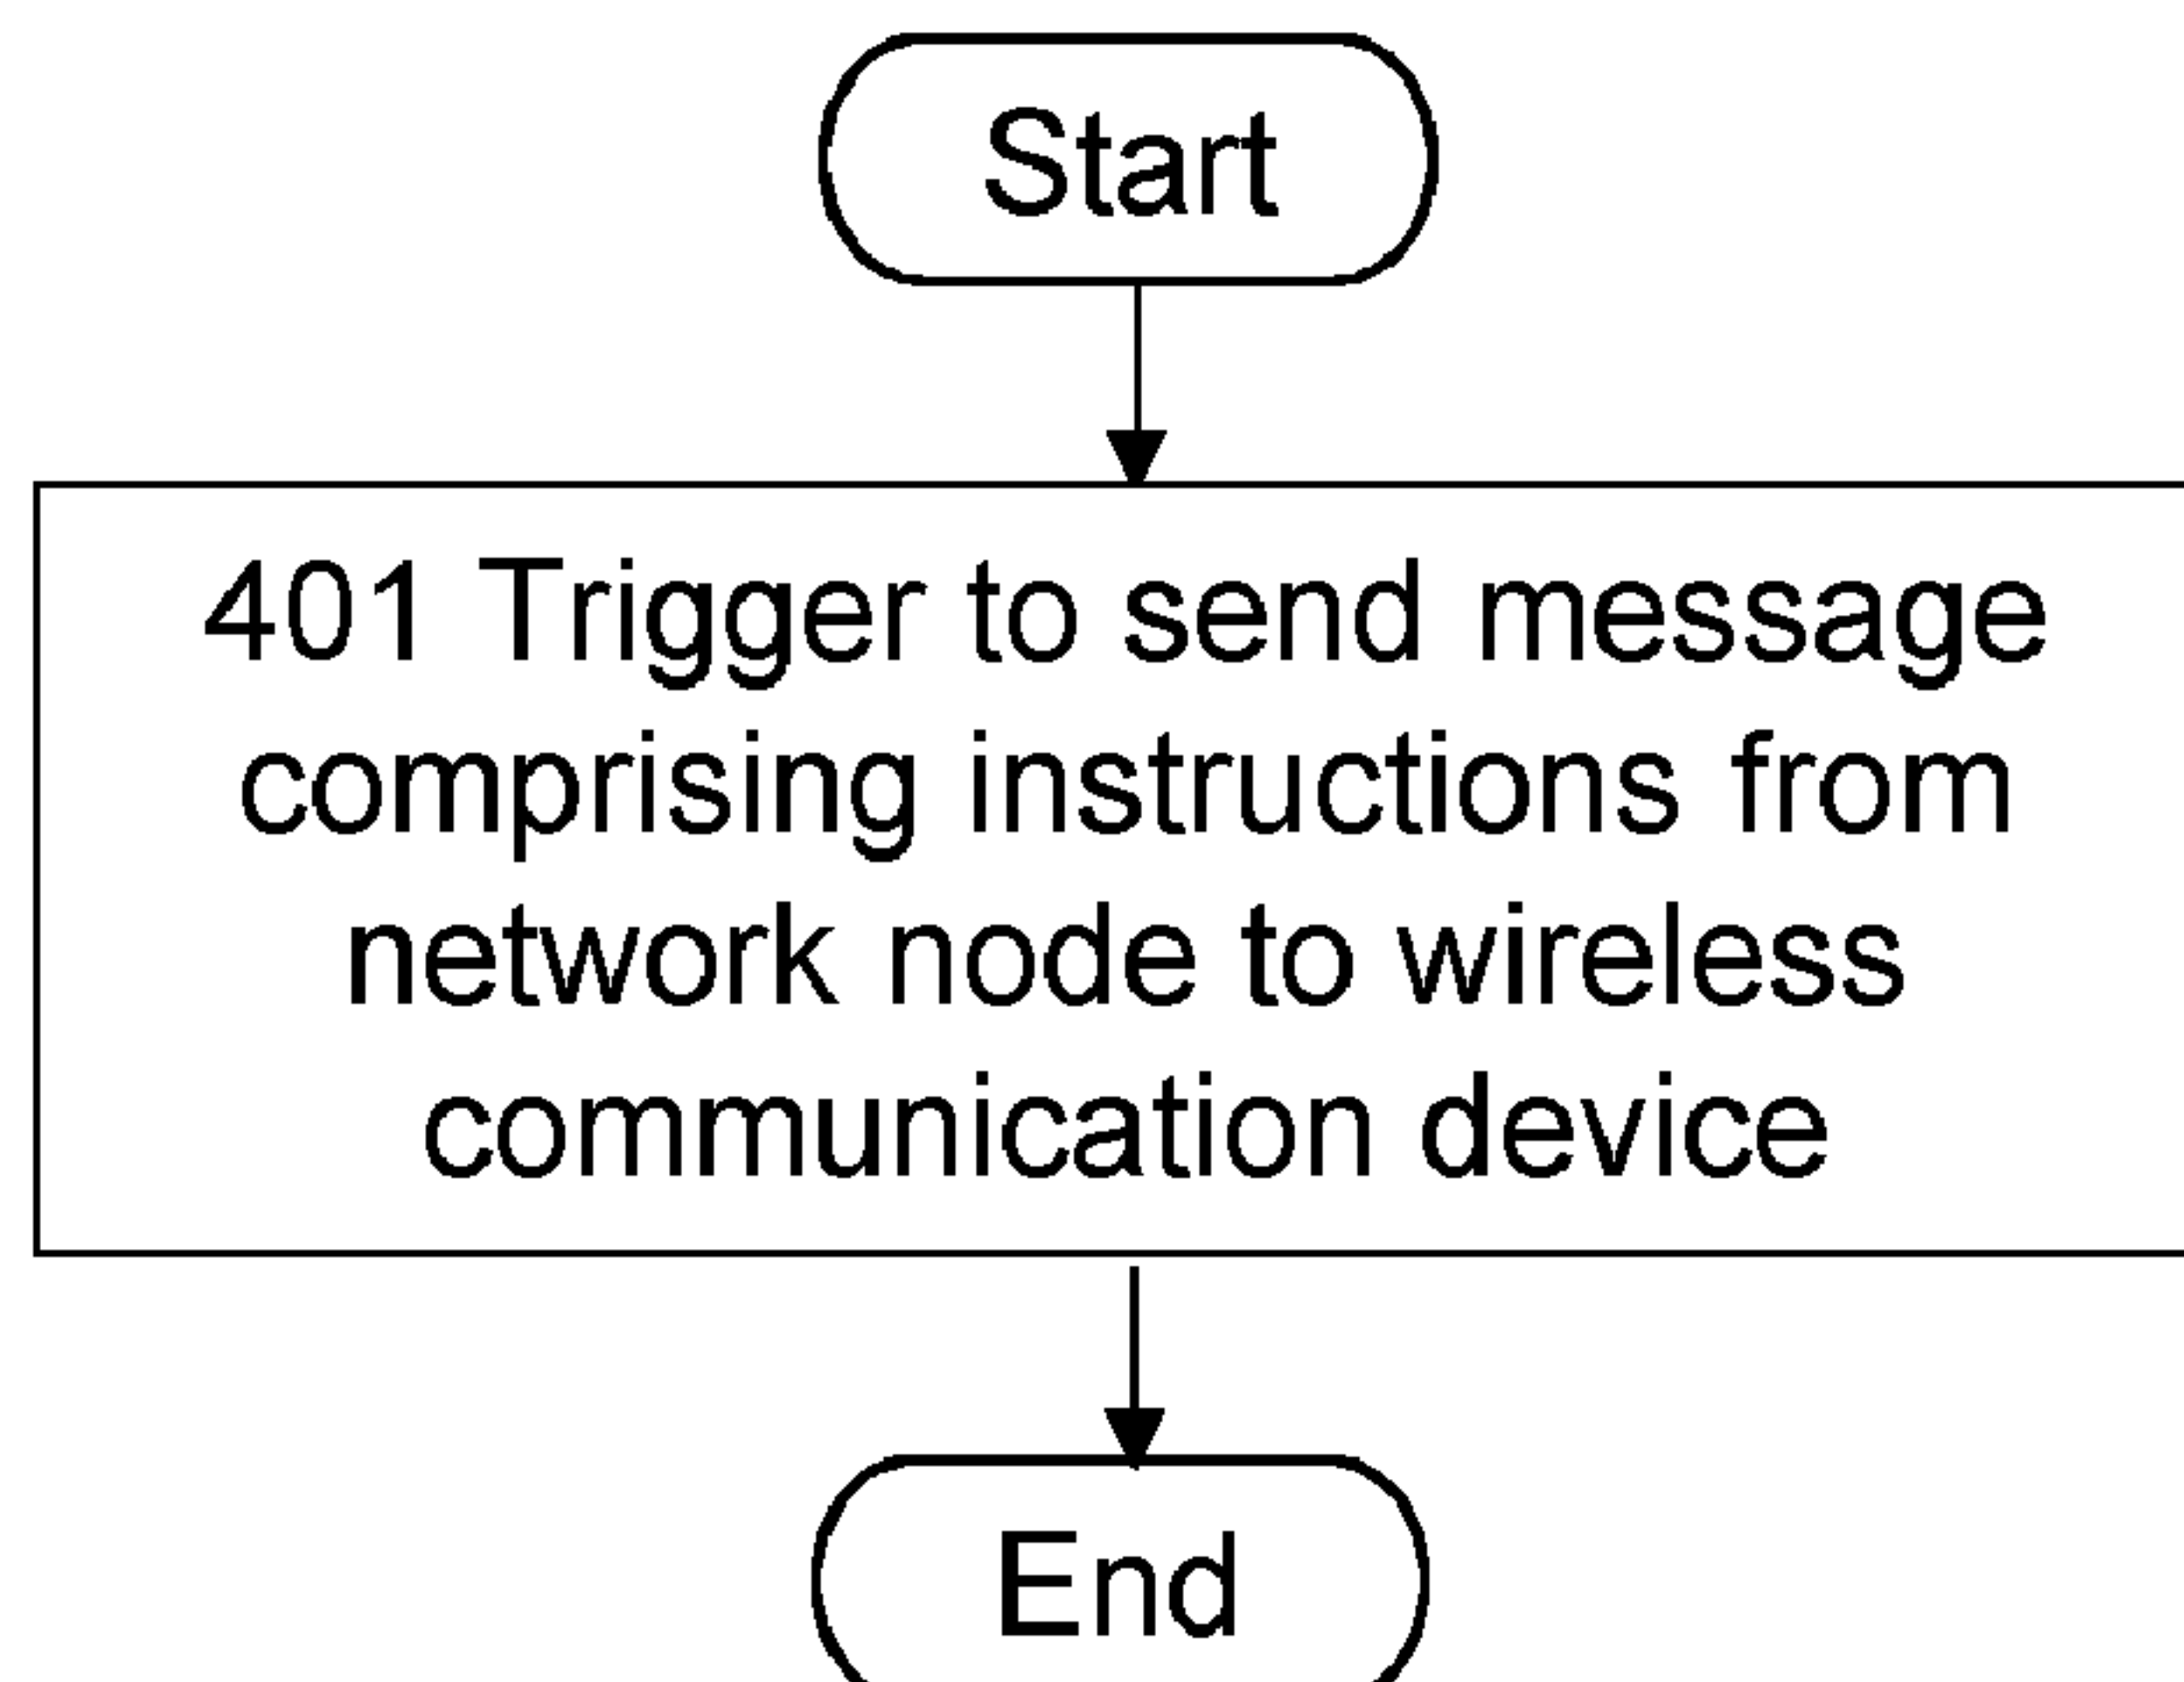 Start
401 Trigger to send message
comprising instructions from
network node to wireless
communication device
End